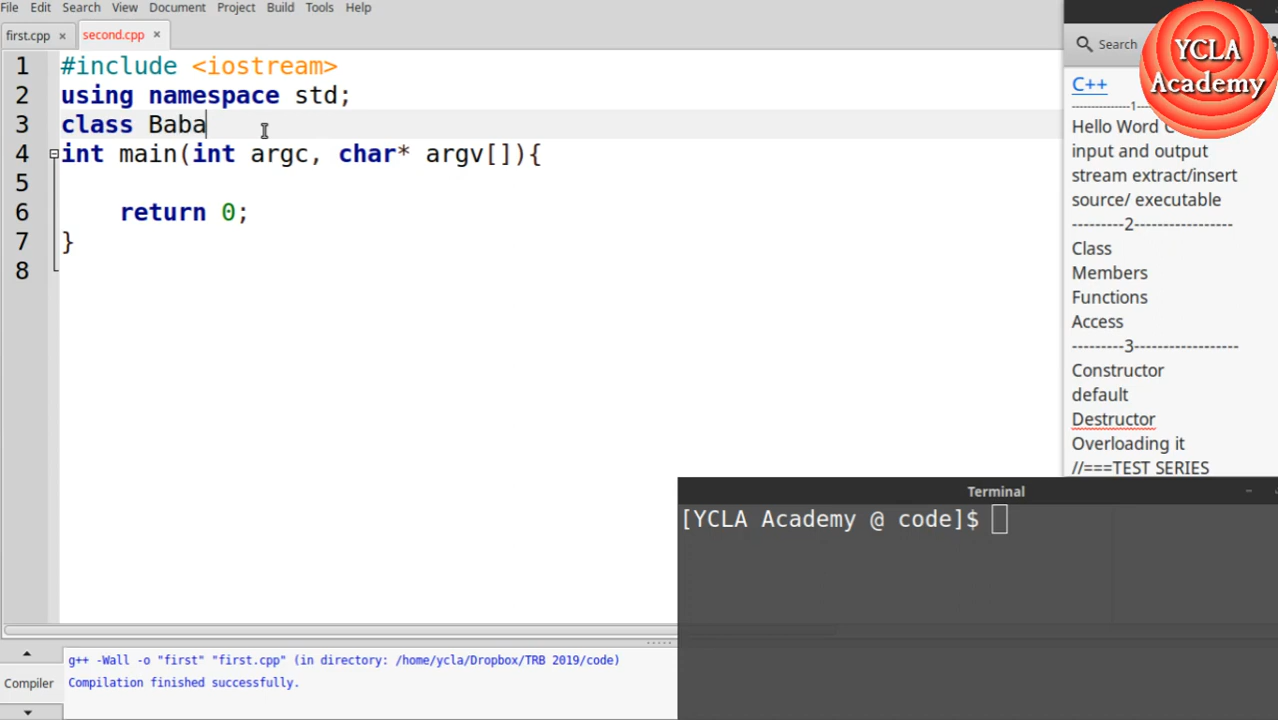 File Edit Search View Document Project Build Tools Help
first.cpp × second.cpp ×
1 #include <iostream>
2 using namespace std;
3 class Baba
4 int main(int argc, char* argv[]){
5
6 return 0;
7 }
8
Search
YCLA
Academy
C++
---------------1-
Hello Word C
input and output
stream extract/insert
source/ executable
---------2-----------------
Class
Members
Functions
Access
---------3------------------
Constructor
default
Destructor
Overloading it
//===TEST SERIES
Terminal
[YCLA Academy @ code]$
Compiler
g++ -Wall -o "first" "first.cpp" (in directory: /home/ycla/Dropbox/TRB 2019/code)
Compilation finished successfully.